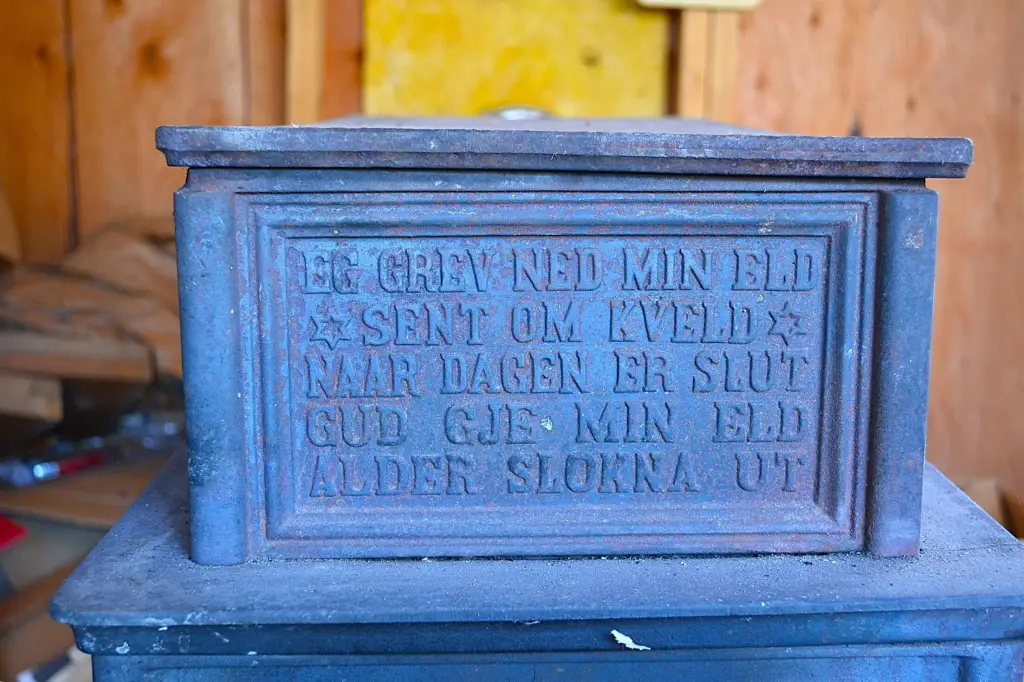 EG GREV NED MIN ELD
SENT OM KVELD
NAAR DAGEN ER SLUT
GUD GJE MIN ELD
ALDER SLOKNA UT